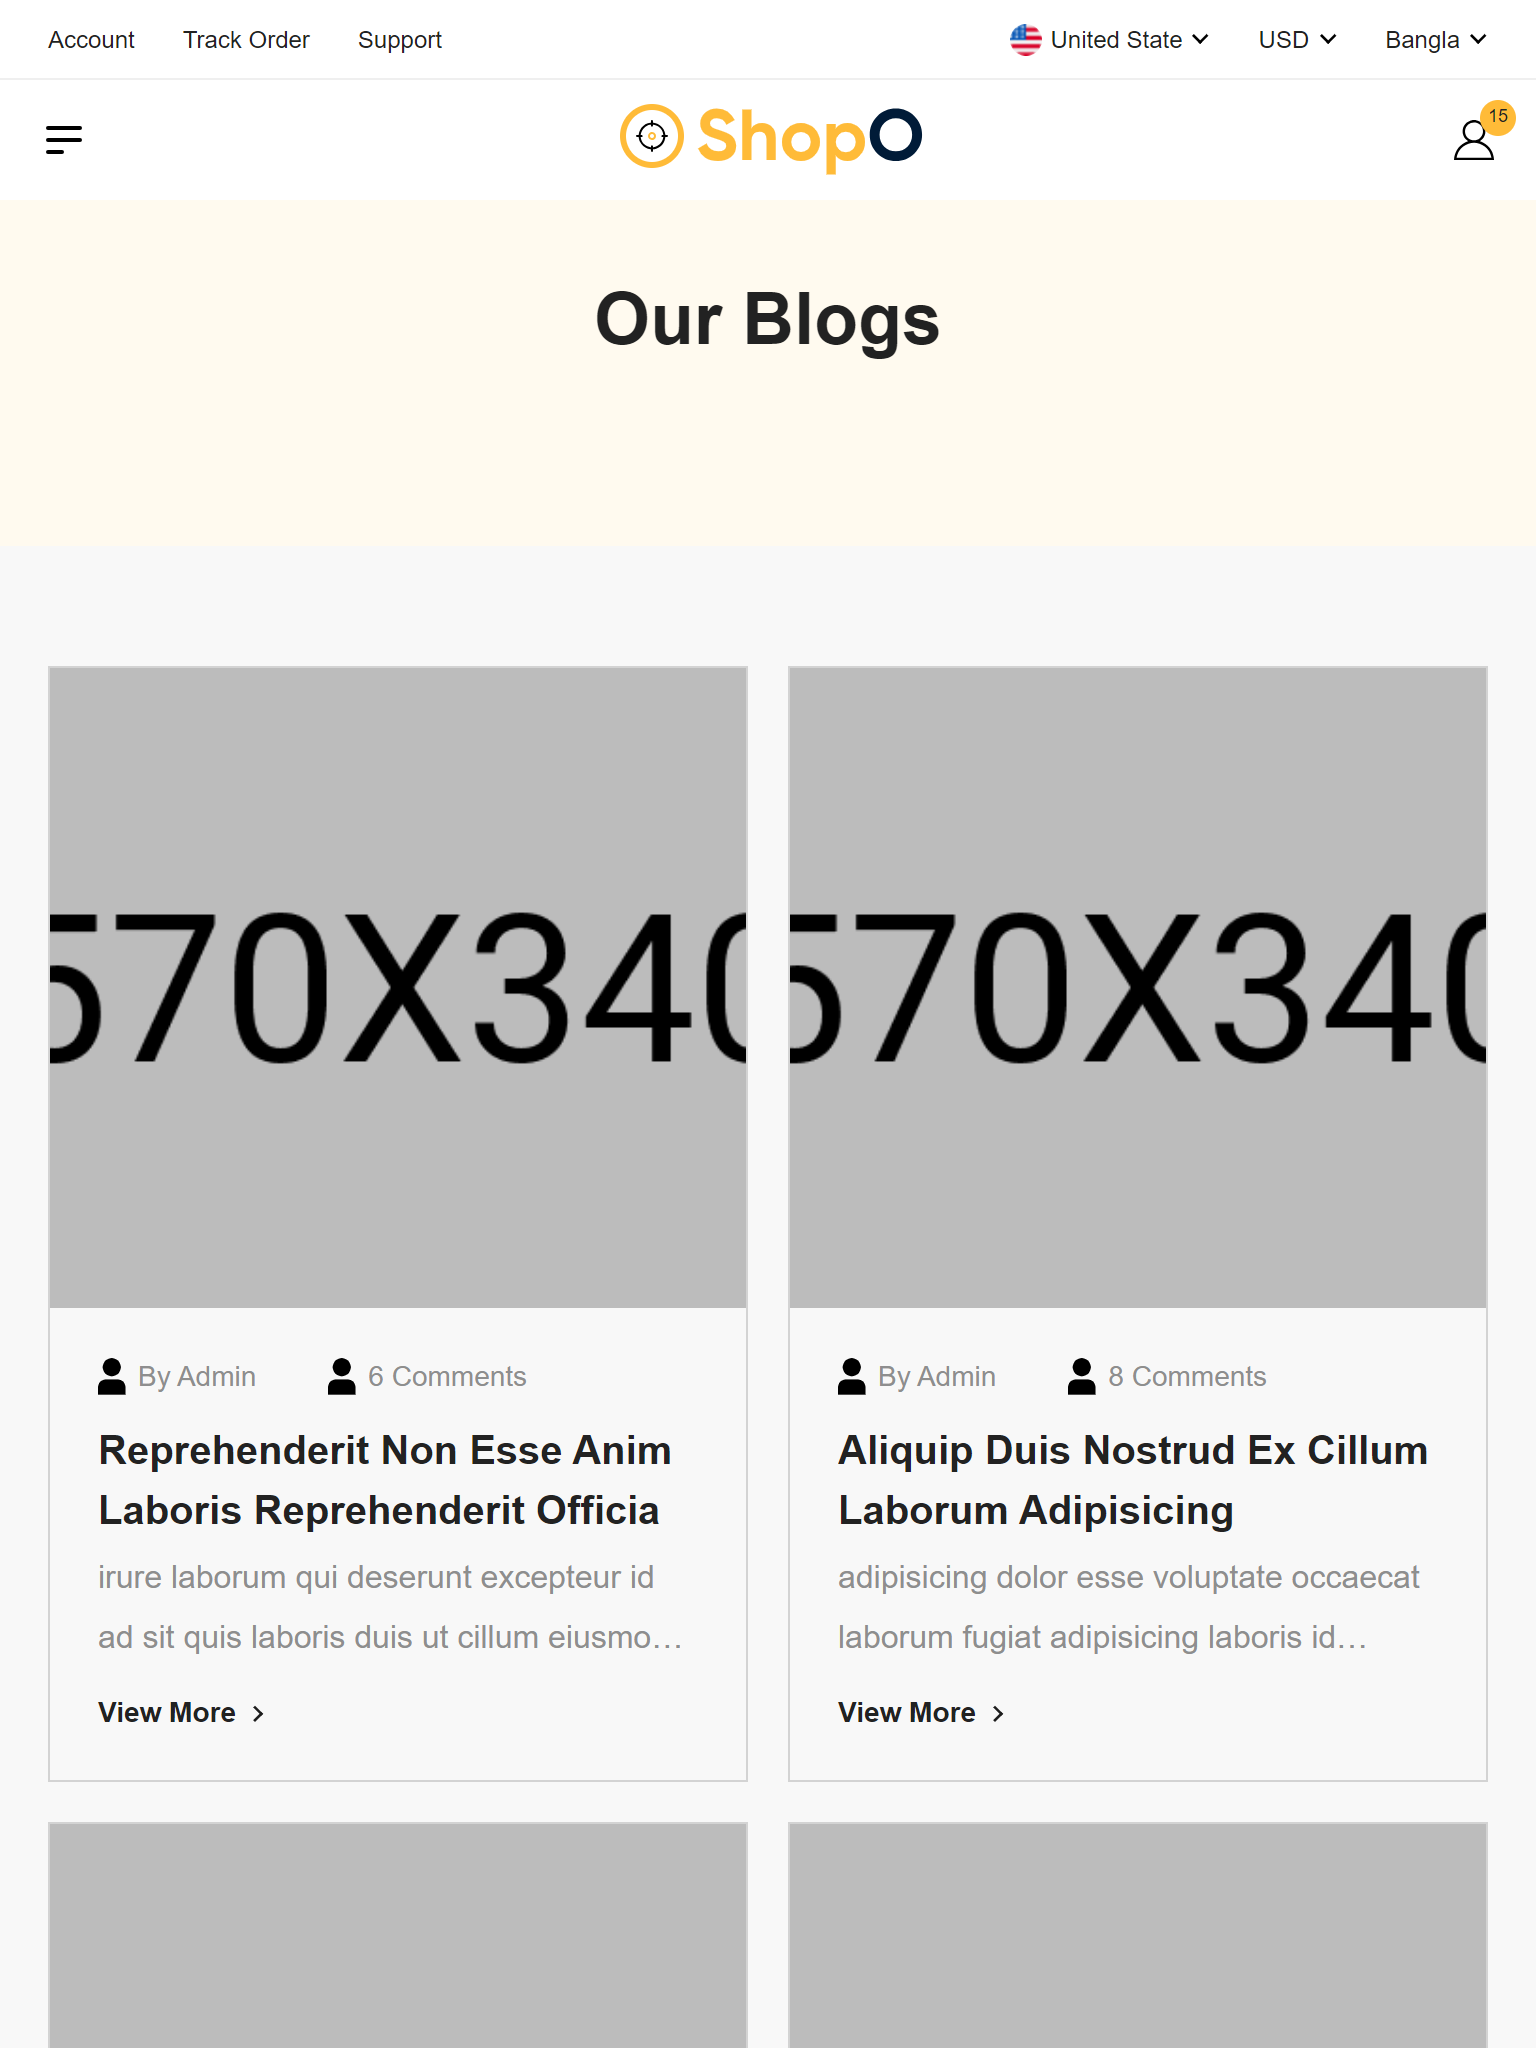 Account Track Order Support United State USD Bangla
ShopO
15
Our Blogs
570X340
570X340
By Admin 6 Comments
Reprehenderit Non Esse Anim
Laboris Reprehenderit Officia
irure laborum qui deserunt excepteur id
ad sit quis laboris duis ut cillum eiusmo...
View More
By Admin 8 Comments
Aliquip Duis Nostrud Ex Cillum
Laborum Adipisicing
adipisicing dolor esse voluptate occaecat
laborum fugiat adipisicing laboris id...
View More